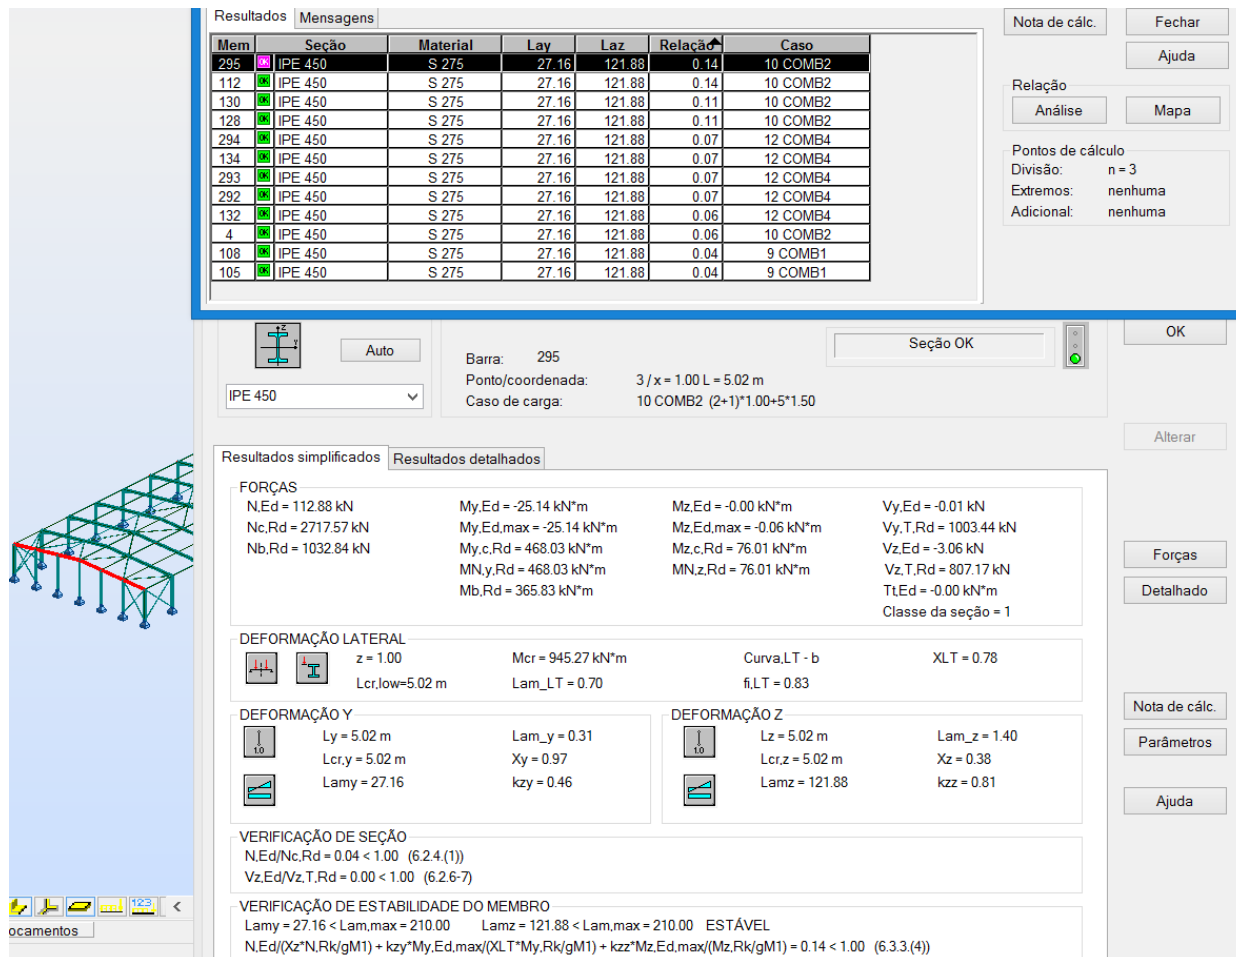 Resultados Mensagens
Nota de cálc. Fechar
Ajuda
Mem Seção Material Lay Laz Relação Caso
295 OK IPE 450 S 275 27.16 121.88 0.14 10 COMB2
112 OK IPE 450 S 275 27.16 121.88 0.14 10 COMB2
130 OK IPE 450 S 275 27.16 121.88 0.11 10 COMB2
128 OK IPE 450 S 275 27.16 121.88 0.11 10 COMB2
294 OK IPE 450 S 275 27.16 121.88 0.07 12 COMB4
134 OK IPE 450 S 275 27.16 121.88 0.07 12 COMB4
293 OK IPE 450 S 275 27.16 121.88 0.07 12 COMB4
292 OK IPE 450 S 275 27.16 121.88 0.07 12 COMB4
132 OK IPE 450 S 275 27.16 121.88 0.06 12 COMB4
4 OK IPE 450 S 275 27.16 121.88 0.06 10 COMB2
108 OK IPE 450 S 275 27.16 121.88 0.04 9 COMB1
105 OK IPE 450 S 275 27.16 121.88 0.04 9 COMB1
Relação
Análise Mapa
Pontos de cálculo
Divisão: n = 3
Extremos: nenhuma
Adicional: nenhuma
z
Y
Auto
IPE 450
Barra: 295
Ponto/coordenada: 3 / x = 1.00 L = 5.02 m
Caso de carga: 10 COMB2 (2+1)*1.00+5*1.50
Seção OK
OK
Alterar
Resultados simplificados Resultados detalhados
FORÇAS
N,Ed = 112.88 kN My,Ed = -25.14 kN*m Mz,Ed = -0.00 kN*m Vy,Ed = -0.01 kN
Nc,Rd = 2717.57 kN My,Ed,max = -25.14 kN*m Mz,Ed,max = -0.06 kN*m Vy,T,Rd = 1003.44 kN
Nb,Rd = 1032.84 kN My,c,Rd = 468.03 kN*m Mz,c,Rd = 76.01 kN*m Vz,Ed = -3.06 kN
MN,y,Rd = 468.03 kN*m MN,z,Rd = 76.01 kN*m Vz,T,Rd = 807.17 kN
Mb,Rd = 365.83 kN*m Tt,Ed = -0.00 kN*m
Classe da seção = 1
Forças
Detalhado
DEFORMAÇÃO LATERAL
z = 1.00 Mcr = 945.27 kN*m Curva,LT - b XLT = 0.78
Lcr,low=5.02 m Lam_LT = 0.70 fi,LT = 0.83
DEFORMAÇÃO Y
1.0 Ly = 5.02 m Lam_y = 0.31
Lcr,y = 5.02 m Xy = 0.97
Lamy = 27.16 kzy = 0.46
DEFORMAÇÃO Z
1.0 Lz = 5.02 m Lam_z = 1.40
Lcr,z = 5.02 m Xz = 0.38
Lamz = 121.88 kzz = 0.81
Nota de cálc.
Parâmetros
Ajuda
VERIFICAÇÃO DE SEÇÃO
N,Ed/Nc,Rd = 0.04 < 1.00 (6.2.4.(1))
Vz,Ed/Vz,T,Rd = 0.00 < 1.00 (6.2.6-7)
VERIFICAÇÃO DE ESTABILIDADE DO MEMBRO
Lamy = 27.16 < Lam,max = 210.00 Lamz = 121.88 < Lam,max = 210.00 ESTÁVEL
N,Ed/(Xz*N,Rk/gM1) + kzy*My,Ed,max/(XLT*My,Rk/gM1) + kzz*Mz,Ed,max/(Mz,Rk/gM1) = 0.14 < 1.00 (6.3.3.(4))
123
ocamentos